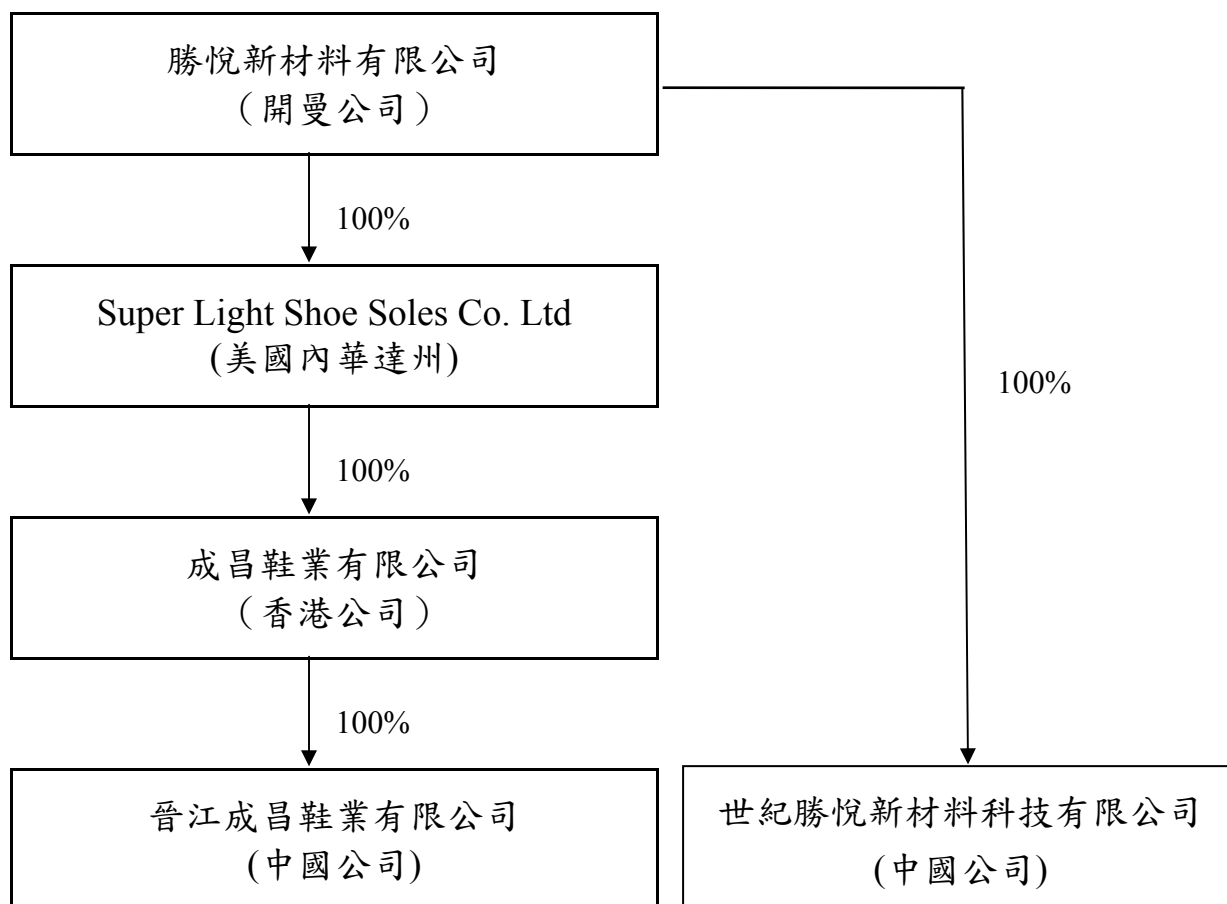 勝悅新材料有限公司
（開曼公司）
100%
Super Light Shoe Soles Co. Ltd
(美國內華達州)
100%
100%
成昌鞋業有限公司
（香港公司）
100%
晉江成昌鞋業有限公司
(中國公司)
世紀勝悅新材料科技有限公司
(中國公司)